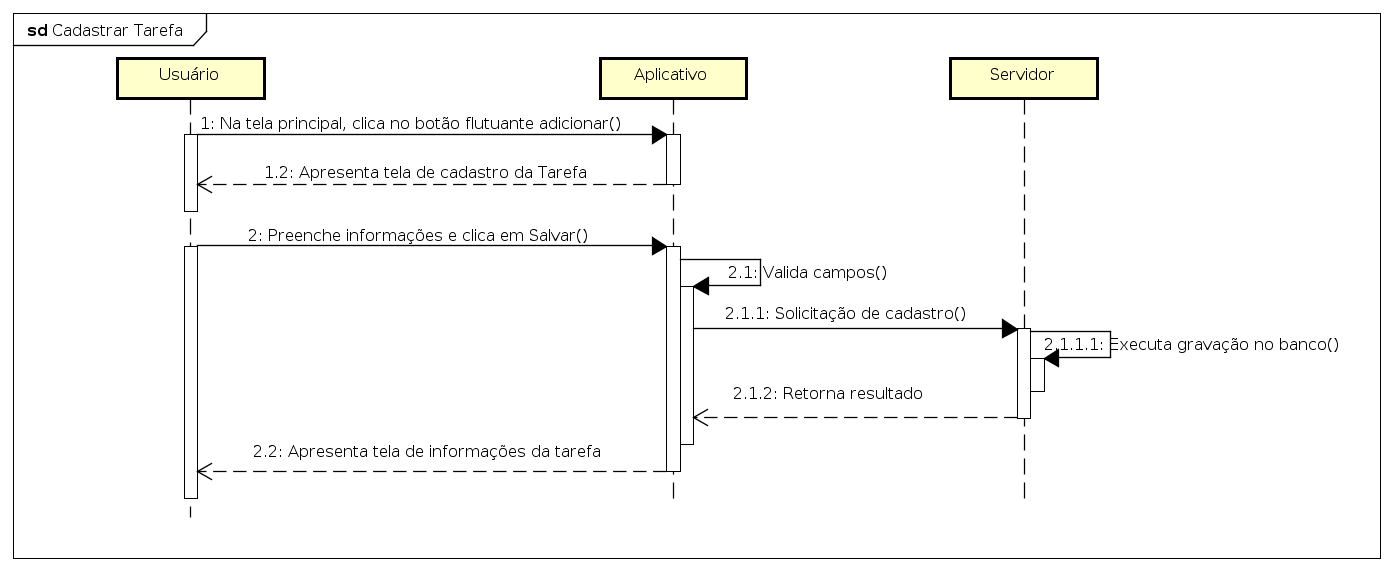 sd Cadastrar Tarefa
Usuário
Aplicativo
Servidor
1: Na tela principal, clica no botão flutuante adicionar()
1.2: Apresenta tela de cadastro da Tarefa
2: Preenche informações e clica em Salvar()
2.1: Valida campos()
2.1.1: Solicitação de cadastro()
2.1.1.1: Executa gravação no banco()
2.1.2: Retorna resultado
2.2: Apresenta tela de informações da tarefa